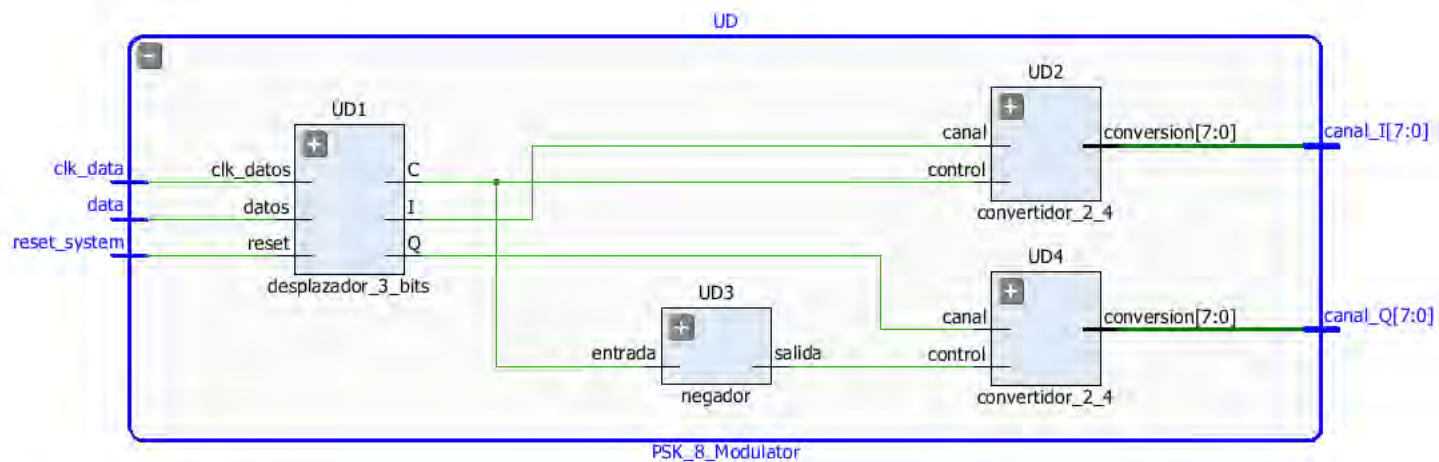 UD
UD1
clk_data
clk_datos
C
data
datos
I
reset_system
reset
Q
desplazador_3_bits
UD2
canal
conversion[7:0]
canal_I[7:0]
control
convertidor_2_4
UD3
entrada
salida
negador
UD4
canal
conversion[7:0]
canal_Q[7:0]
control
convertidor_2_4
PSK_8_Modulator